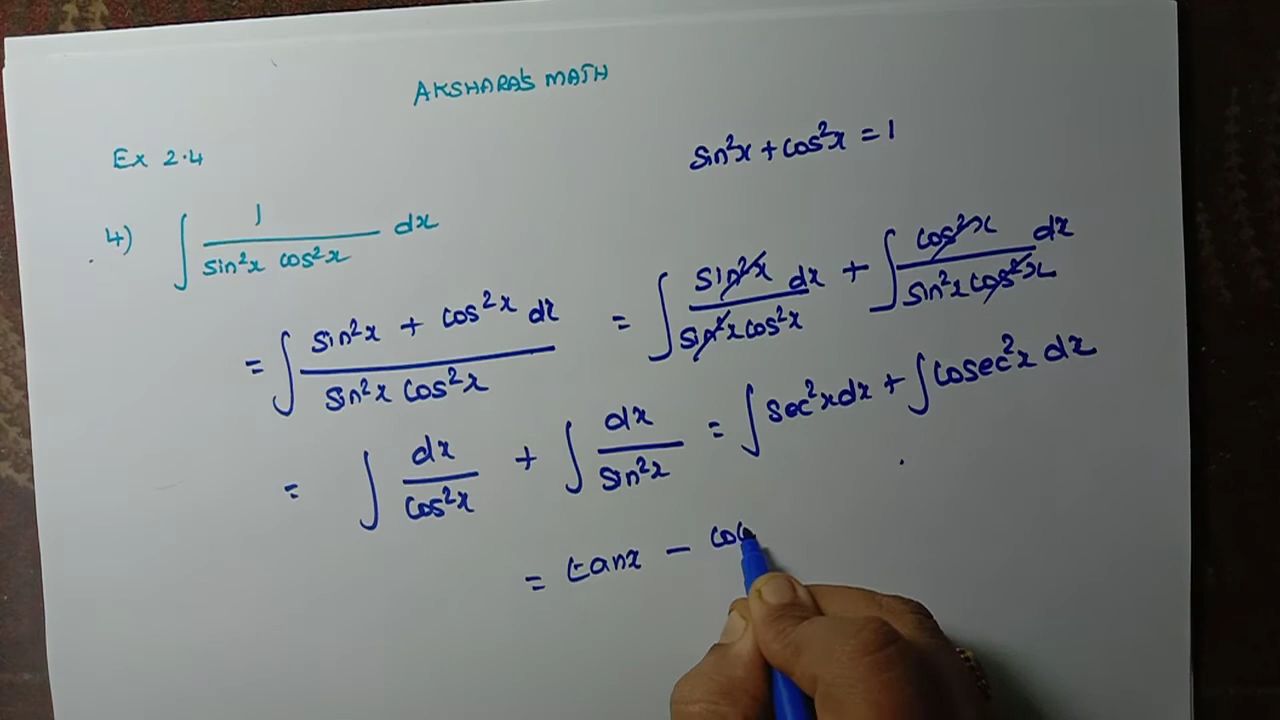 AKSHARA'S MATH
Ex 2.4
sin²x + cos²x = 1
4) ∫ 1 / (sin²x cos²x) dx
= ∫ (sin²x + cos²x dx) / (sin²x cos²x) = ∫ sin²x dx / (sin²x cos²x) + ∫ cos²x dx / (sin²x cos²x)
= ∫ dx / cos²x + ∫ dx / sin²x = ∫ sec²x dx + ∫ cosec²x dx
= tanx −